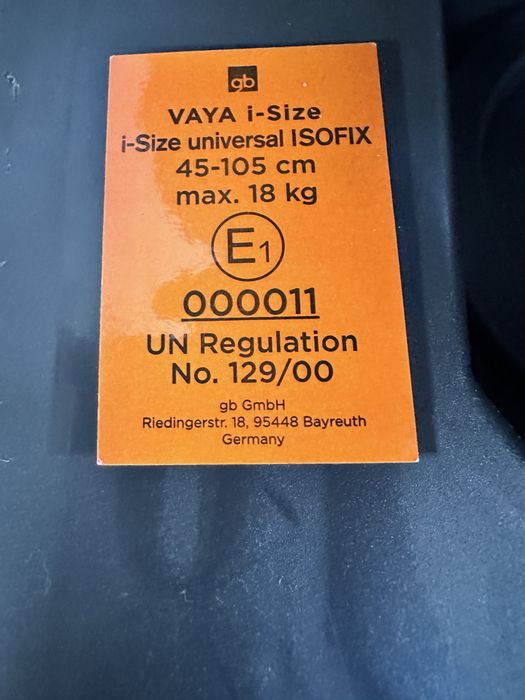 gb
VAYA i-Size
i-Size universal ISOFIX
45-105 cm
max. 18 kg
E1
000011
UN Regulation
No. 129/00
gb GmbH
Riedingerstr. 18, 95448 Bayreuth
Germany